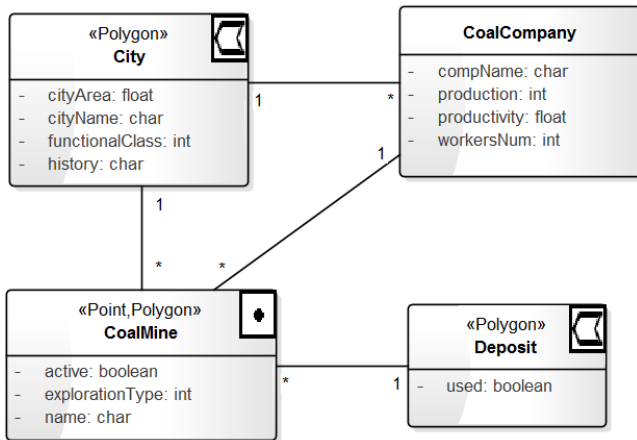 «Polygon»
City
- cityArea: float
- cityName: char
- functionalClass: int
- history: char
CoalCompany
- compName: char
- production: int
- productivity: float
- workersNum: int
1
*
1
1
*
*
«Point,Polygon»
CoalMine
- active: boolean
- explorationType: int
- name: char
*
1
«Polygon»
Deposit
- used: boolean